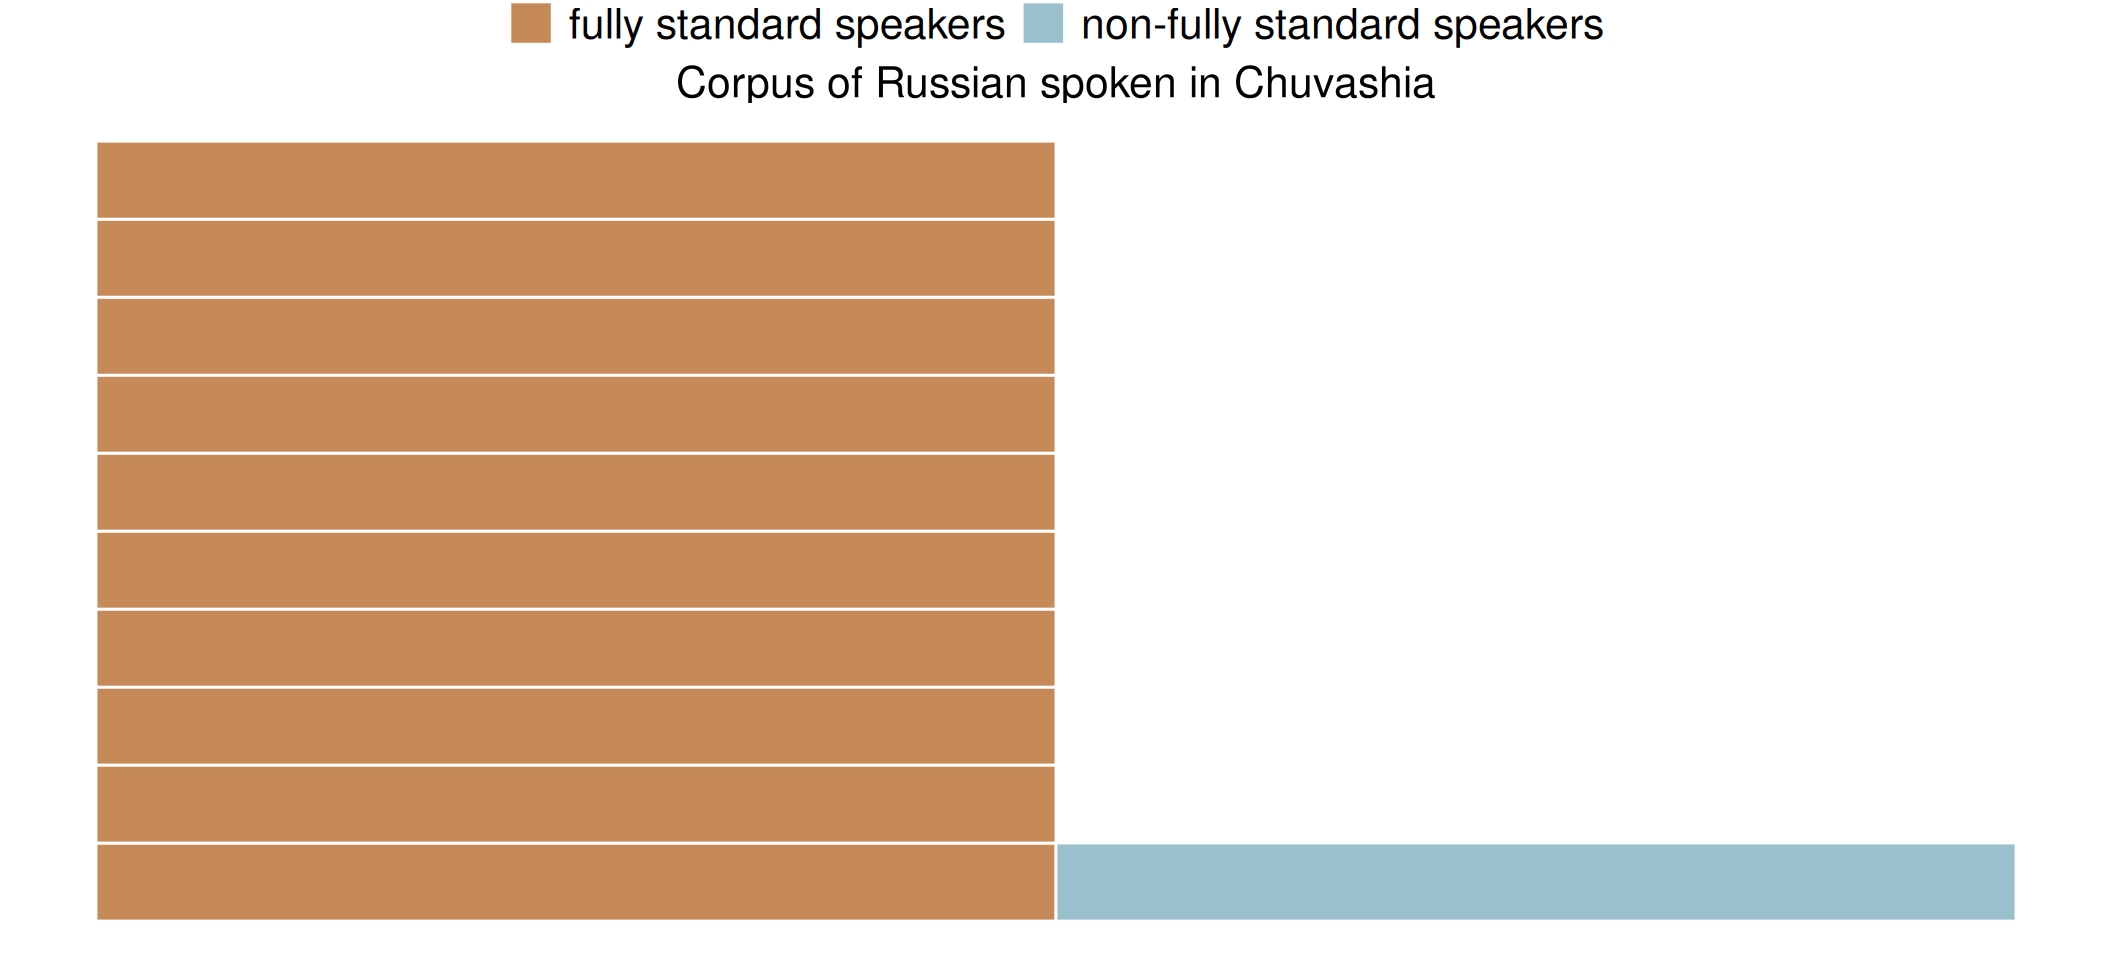 fully standard speakers non-fully standard speakers
Corpus of Russian spoken in Chuvashia